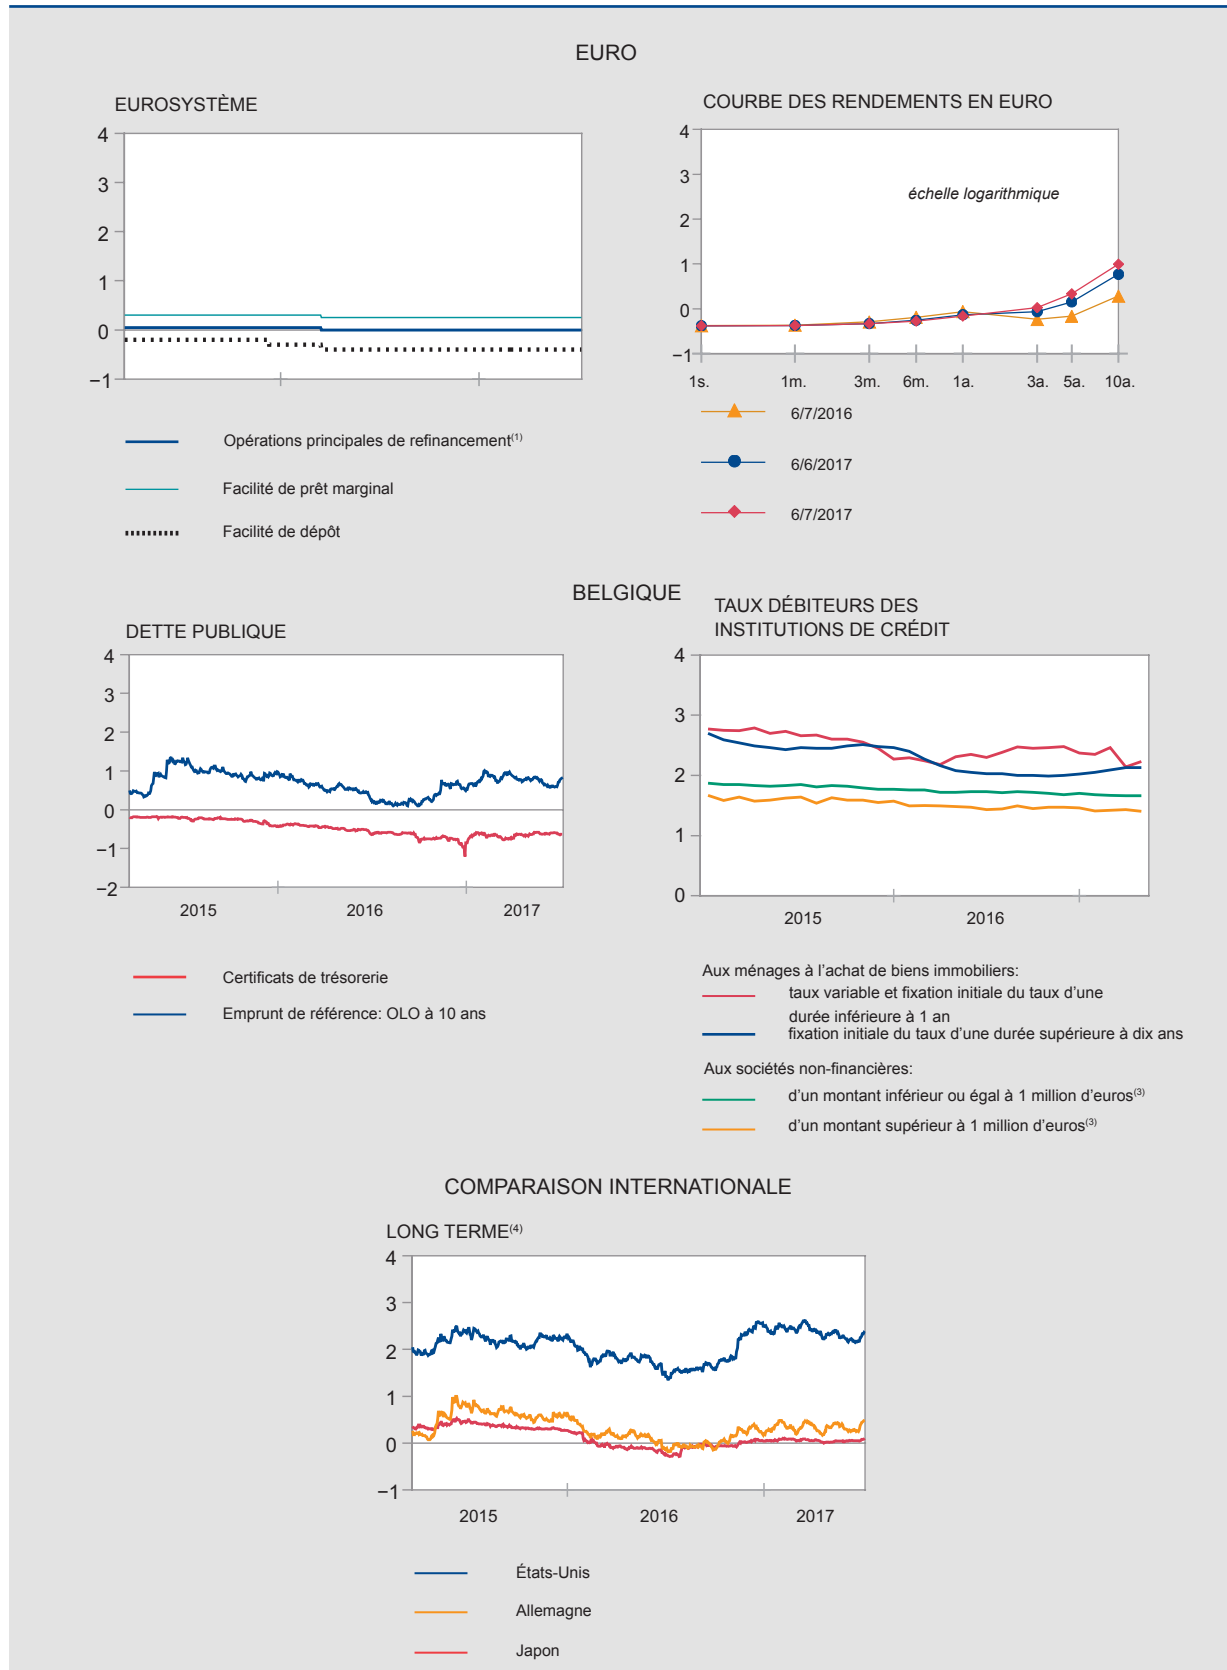 EURO
EUROSYSTÈME
4
3
2
1
0
−1
Opérations principales de refinancement(1)
Facilité de prêt marginal
Facilité de dépôt
COURBE DES RENDEMENTS EN EURO
4
3
2
1
0
−1
échelle logarithmique
1s. 1m. 3m. 6m. 1a. 3a. 5a. 10a.
6/7/2016
6/6/2017
6/7/2017
BELGIQUE
DETTE PUBLIQUE
4
3
2
1
0
−1
−2
2015 2016 2017
Certificats de trésorerie
Emprunt de référence: OLO à 10 ans
TAUX DÉBITEURS DES
INSTITUTIONS DE CRÉDIT
4
3
2
1
0
2015 2016
Aux ménages à l’achat de biens immobiliers:
taux variable et fixation initiale du taux d’une
durée inférieure à 1 an
fixation initiale du taux d’une durée supérieure à dix ans
Aux sociétés non-financières:
d’un montant inférieur ou égal à 1 million d’euros(3)
d’un montant supérieur à 1 million d’euros(3)
COMPARAISON INTERNATIONALE
LONG TERME(4)
4
3
2
1
0
−1
2015 2016 2017
États-Unis
Allemagne
Japon